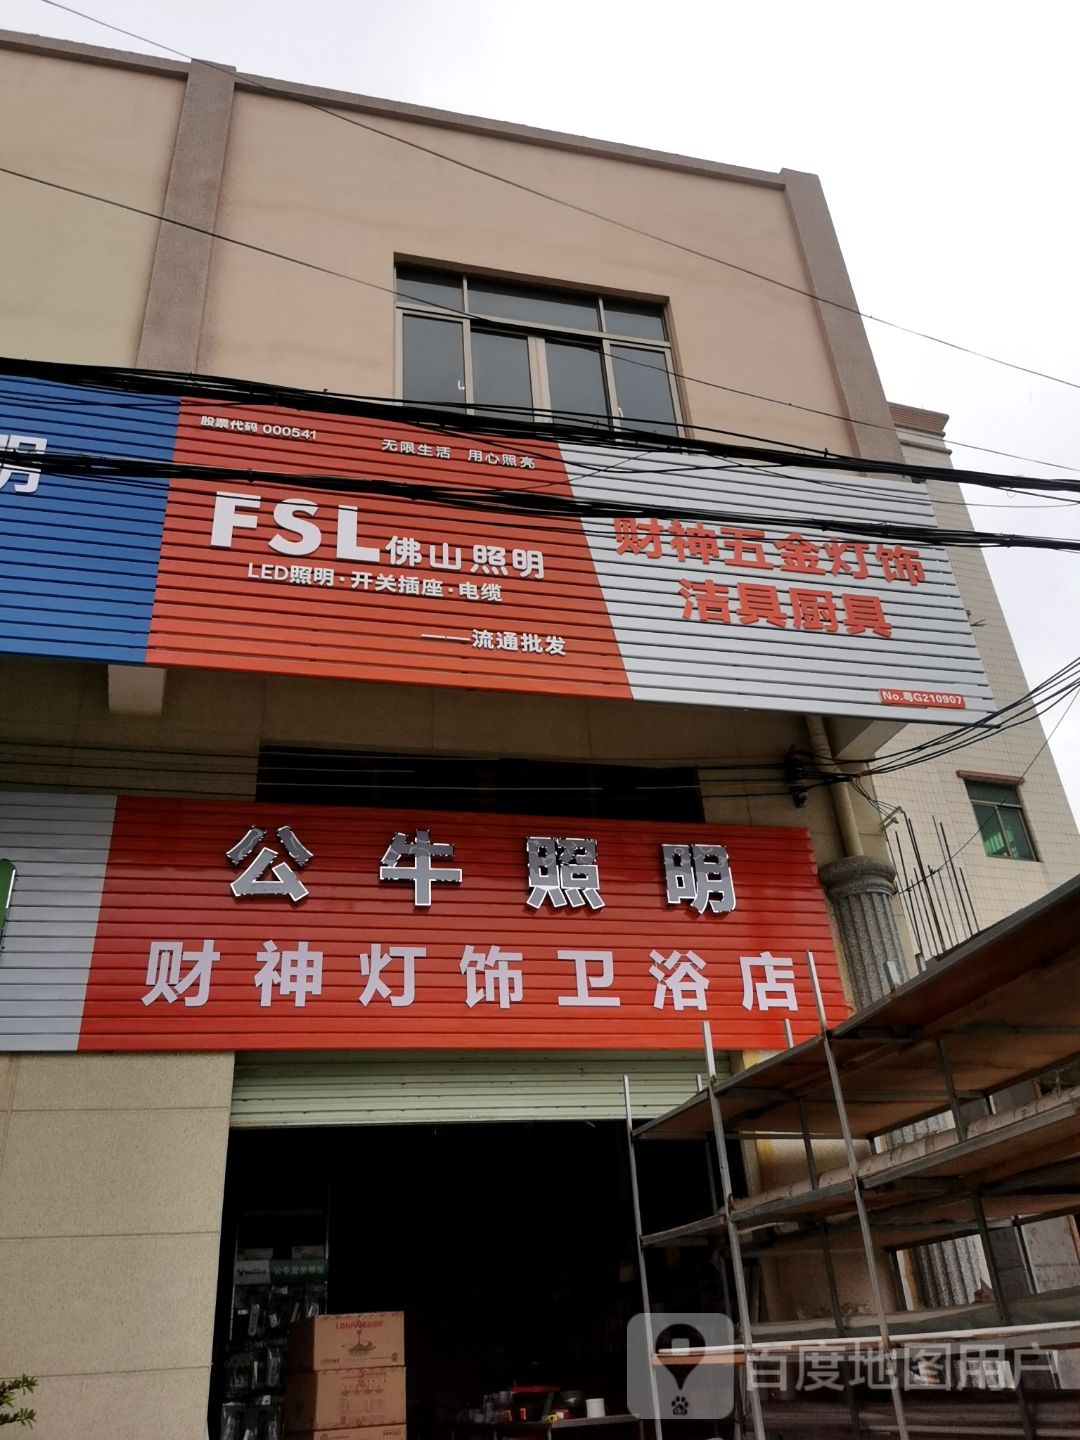 明
股票代码 000541
无限生活 用心照亮
FSL佛山照明
LED照明·开关插座·电缆
——流通批发
财神五金灯饰
洁具厨具
No.粤G210907
公牛照明
财神灯饰卫浴店
百度地图用户